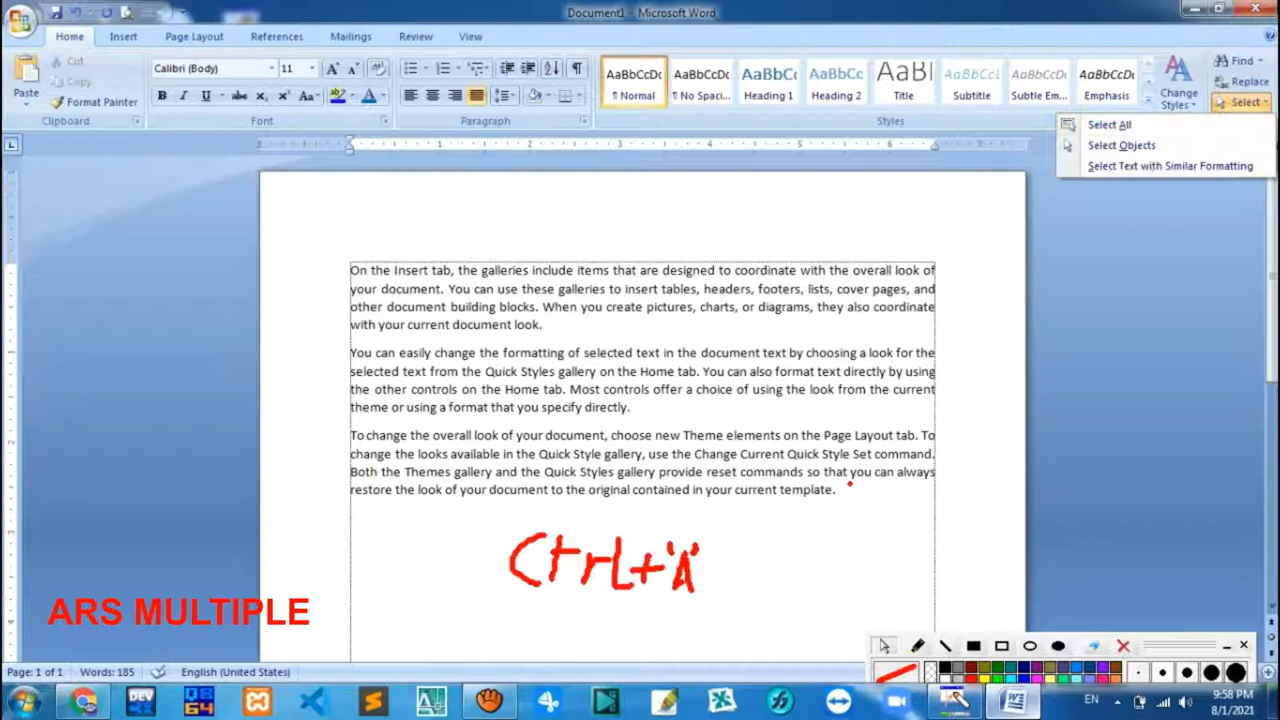 Document1 - Microsoft Word
Home Insert Page Layout References Mailings Review View
Cut
Copy
Paste
Format Painter
Clipboard
Calibri (Body) 11
B I U abc X₂ X² Aa
Font
Paragraph
AaBbCcDc AaBbCcDc AaBbCc AaBbCc AaBl AaBbCc. AaBbCcDc AaBbCcDc
¶ Normal ¶ No Spaci... Heading 1 Heading 2 Title Subtitle Subtle Em... Emphasis
Styles
Change Styles
Find
Replace
Select
Select All
Select Objects
Select Text with Similar Formatting
1 2 3 4 5 6
On the Insert tab, the galleries include items that are designed to coordinate with the overall look of
your document. You can use these galleries to insert tables, headers, footers, lists, cover pages, and
other document building blocks. When you create pictures, charts, or diagrams, they also coordinate
with your current document look.
You can easily change the formatting of selected text in the document text by choosing a look for the
selected text from the Quick Styles gallery on the Home tab. You can also format text directly by using
the other controls on the Home tab. Most controls offer a choice of using the look from the current
theme or using a format that you specify directly.
To change the overall look of your document, choose new Theme elements on the Page Layout tab. To
change the looks available in the Quick Style gallery, use the Change Current Quick Style Set command.
Both the Themes gallery and the Quick Styles gallery provide reset commands so that you can always
restore the look of your document to the original contained in your current template.
CtrL+'A'
ARS MULTIPLE
Page: 1 of 1 Words: 185 English (United States)
EN
9:58 PM
8/1/2021